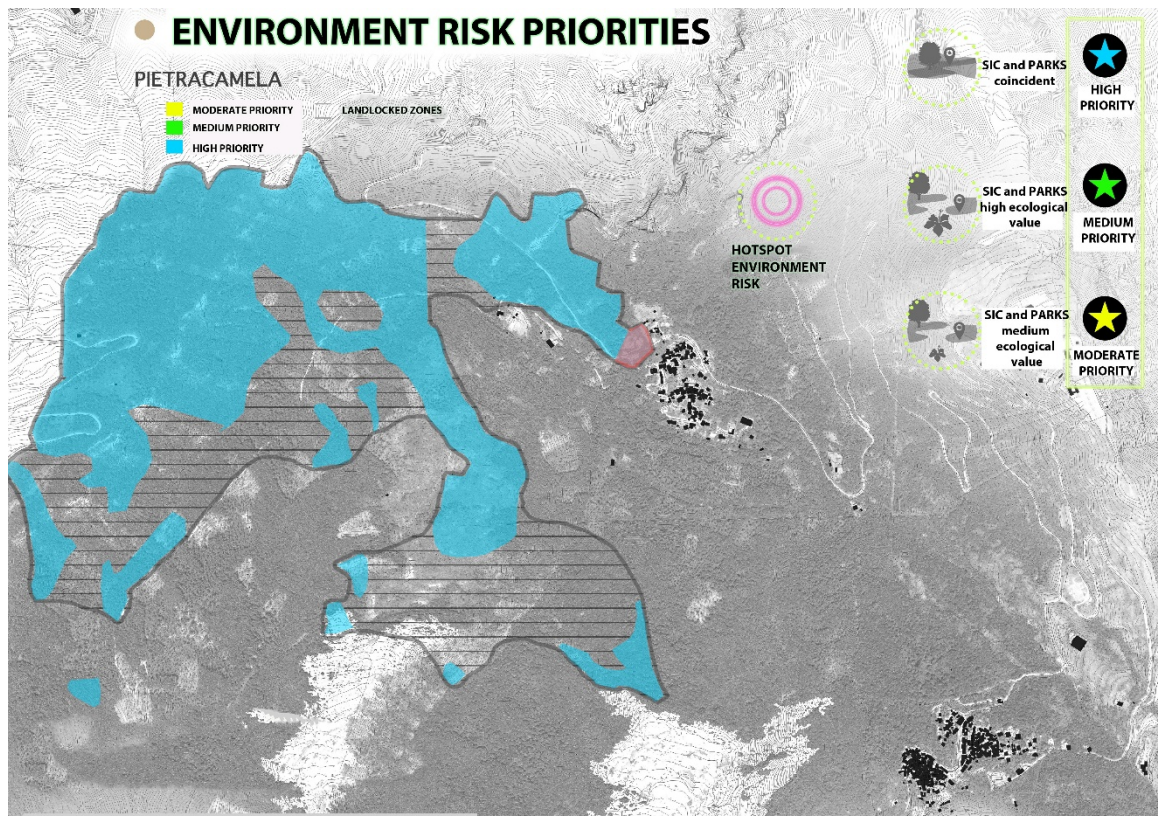 ENVIRONMENT RISK PRIORITIES
PIETRACAMELA
MODERATE PRIORITY
LANDLOCKED ZONES
MEDIUM PRIORITY
HIGH PRIORITY
HOTSPOT
ENVIRONMENT
RISK
SIC and PARKS
coincident
HIGH
PRIORITY
SIC and PARKS
high ecological
value
MEDIUM
PRIORITY
SIC and PARKS
medium
ecological
value
MODERATE
PRIORITY